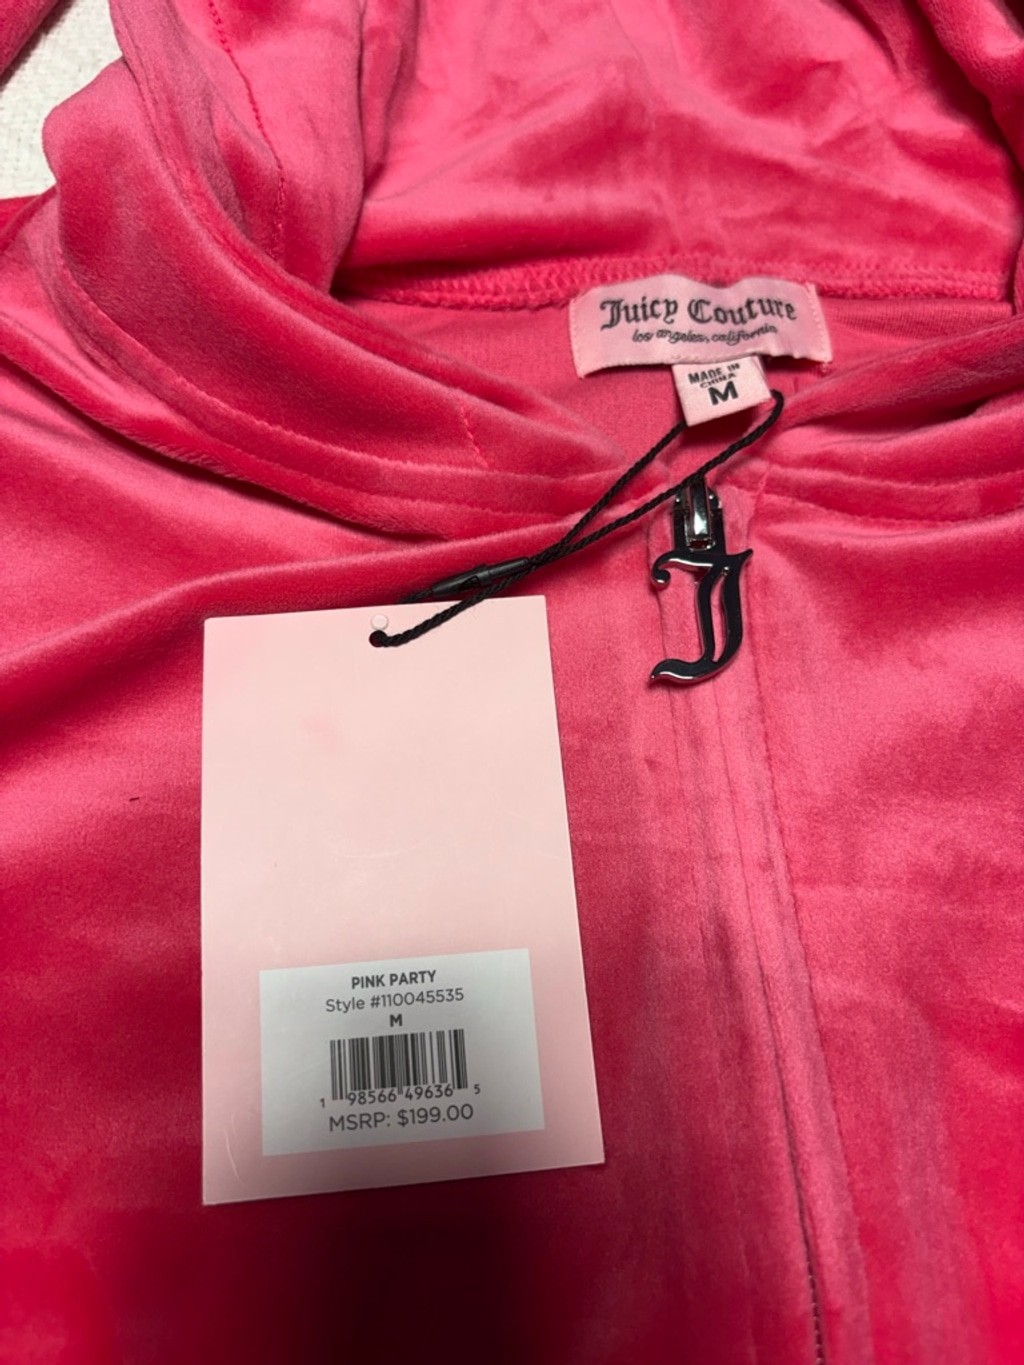 Juicy Couture
los angeles, california
MADE IN
CHINA
M
PINK PARTY
Style #110045535
M
1 98566 49636 5
MSRP: $199.00